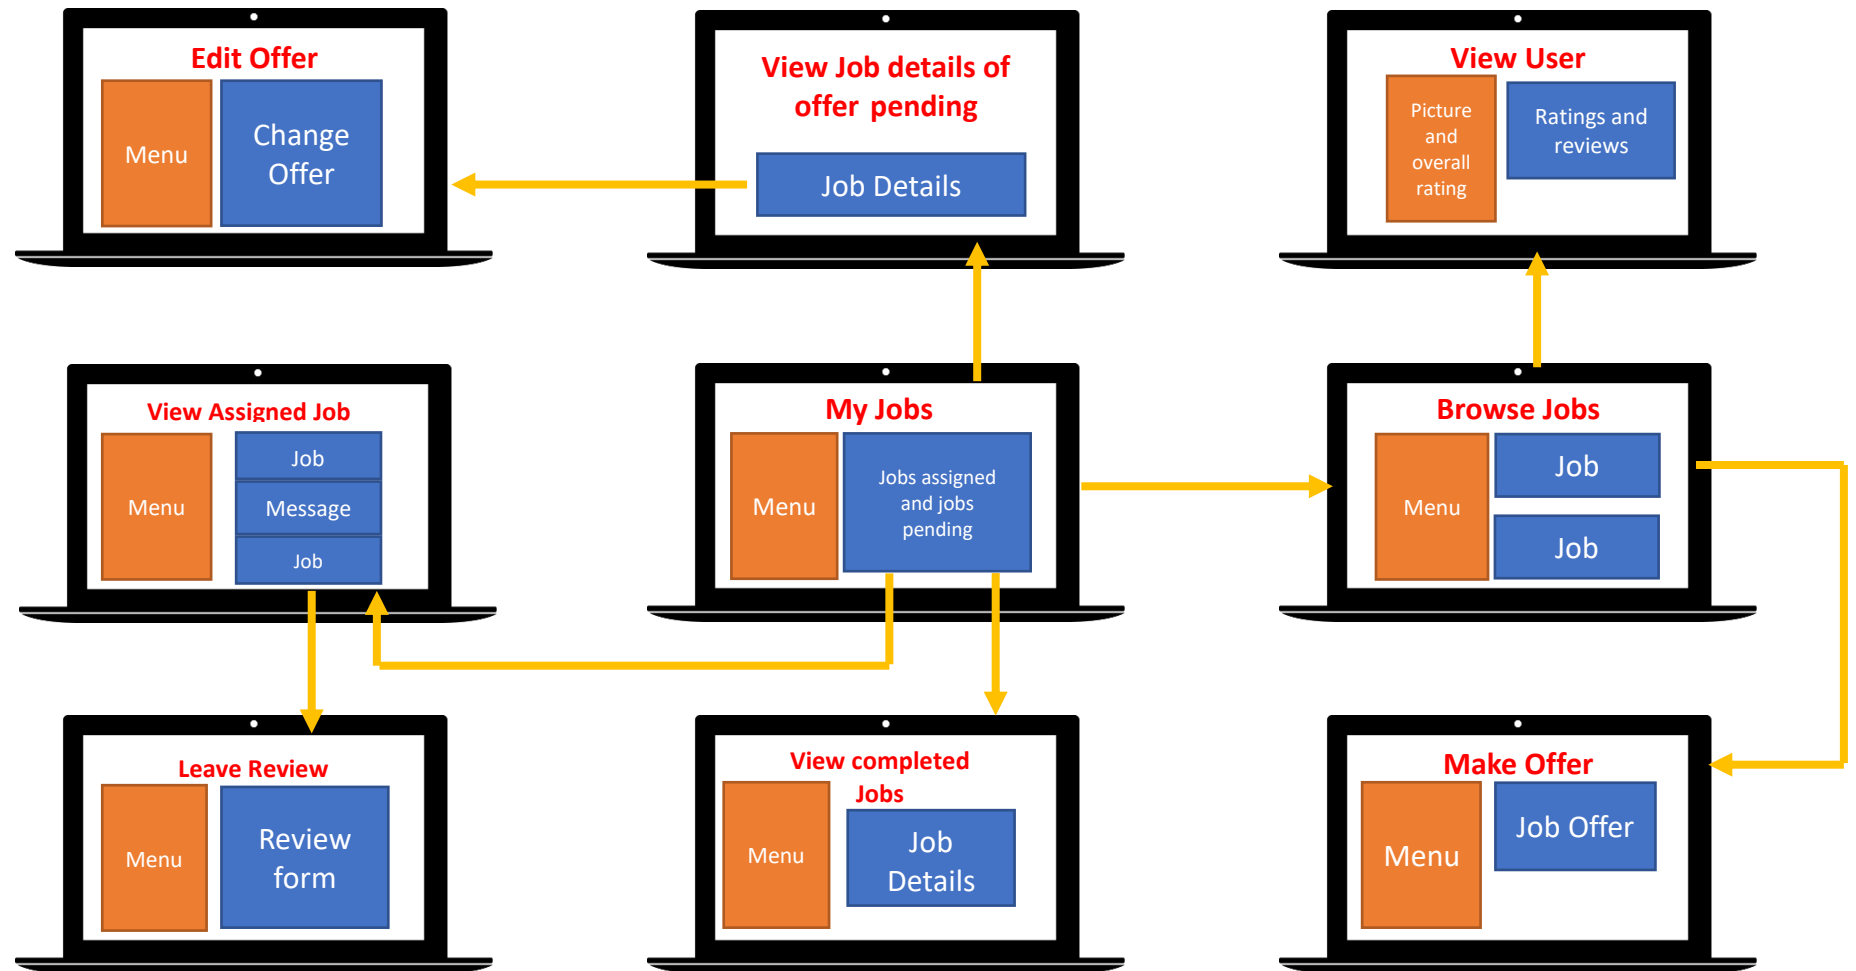 Edit Offer
Menu
Change
Offer
View Job details of
offer pending
Job Details
View User
Picture
and
overall
rating
Ratings and
reviews
View Assigned Job
Menu
Job
Message
Job
My Jobs
Menu
Jobs assigned
and jobs
pending
Browse Jobs
Menu
Job
Job
Leave Review
Menu
Review
form
View completed
Jobs
Menu
Job
Details
Make Offer
Menu
Job Offer